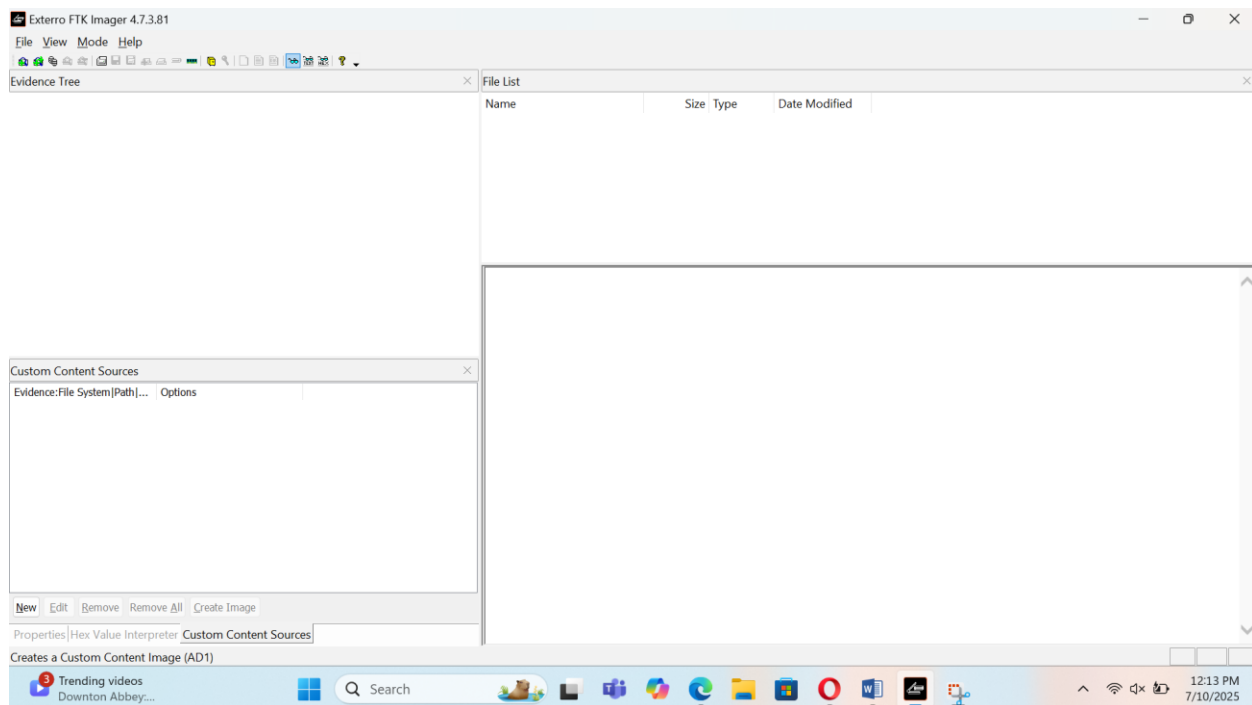 Exterro FTK Imager 4.7.3.81
File View Mode Help
Evidence Tree
File List
Name Size Type Date Modified
Custom Content Sources
Evidence:File System|Path|... Options
New Edit Remove Remove All Create Image
Properties Hex Value Interpreter Custom Content Sources
Creates a Custom Content Image (AD1)
3
Trending videos
Downton Abbey:...
Search
12:13 PM
7/10/2025